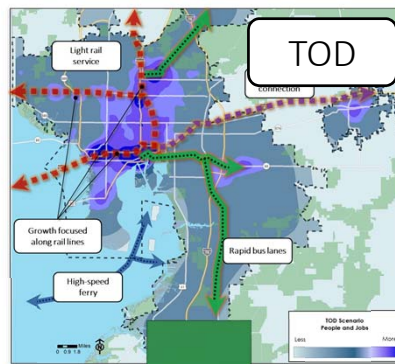 Light rail
service
TOD
connection
Growth focused
along rail lines
Rapid bus lanes
High-speed
ferry
Miles
TOD Scenario
People and Jobs
Less
More